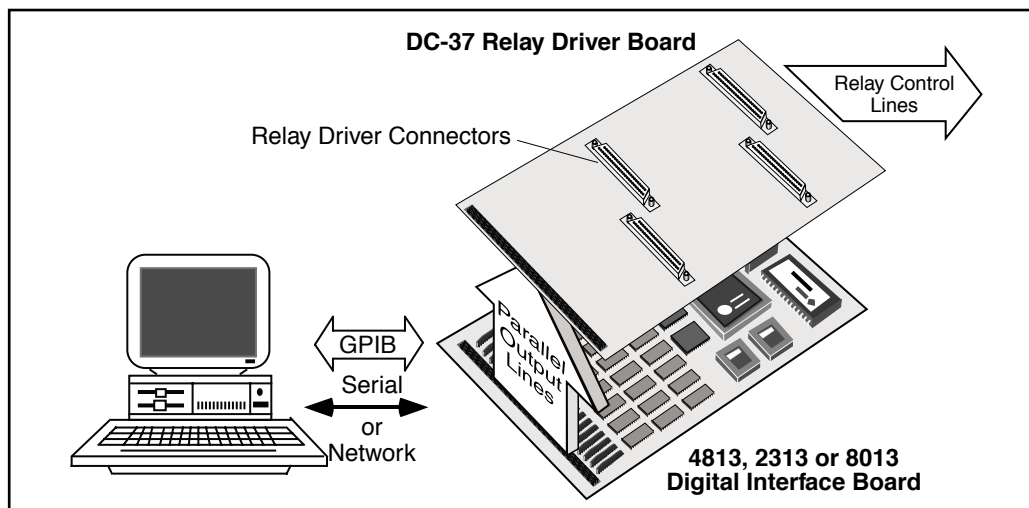 DC-37 Relay Driver Board
Relay Control
Lines
Relay Driver Connectors
Parallel
Output
Lines
GPIB
Serial
or
Network
4813, 2313 or 8013
Digital Interface Board